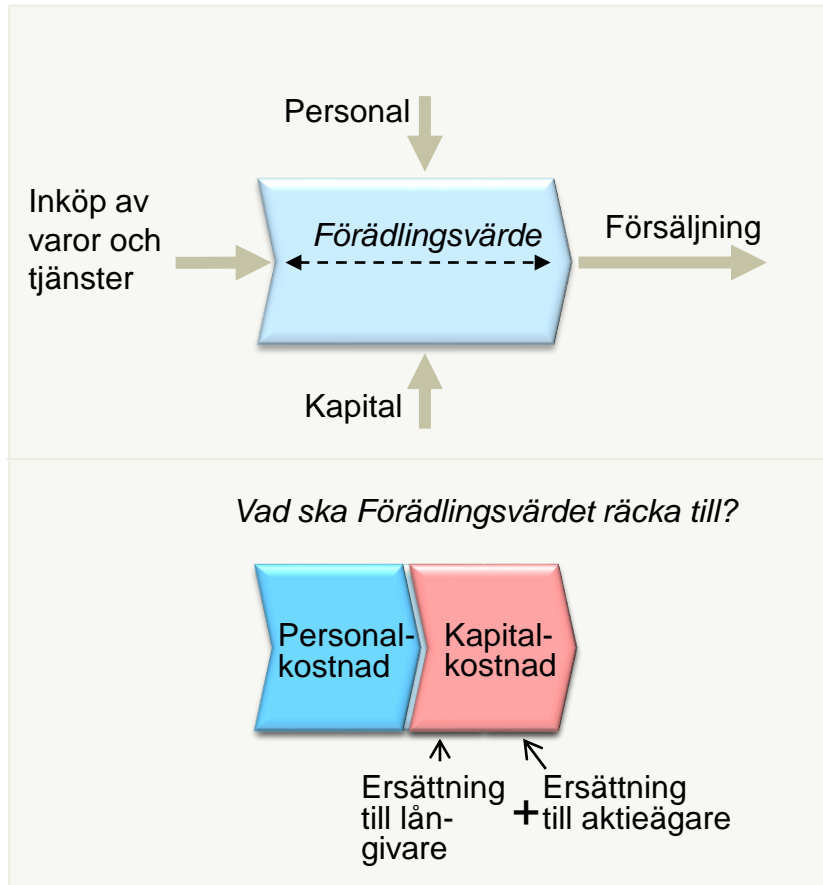 Personal
Inköp av
varor och
tjänster
Förädlingsvärde
Försäljning
Kapital
Vad ska Förädlingsvärdet räcka till?
Personal-
kostnad
Kapital-
kostnad
Ersättning
till lån-
givare
+
Ersättning
till aktieägare